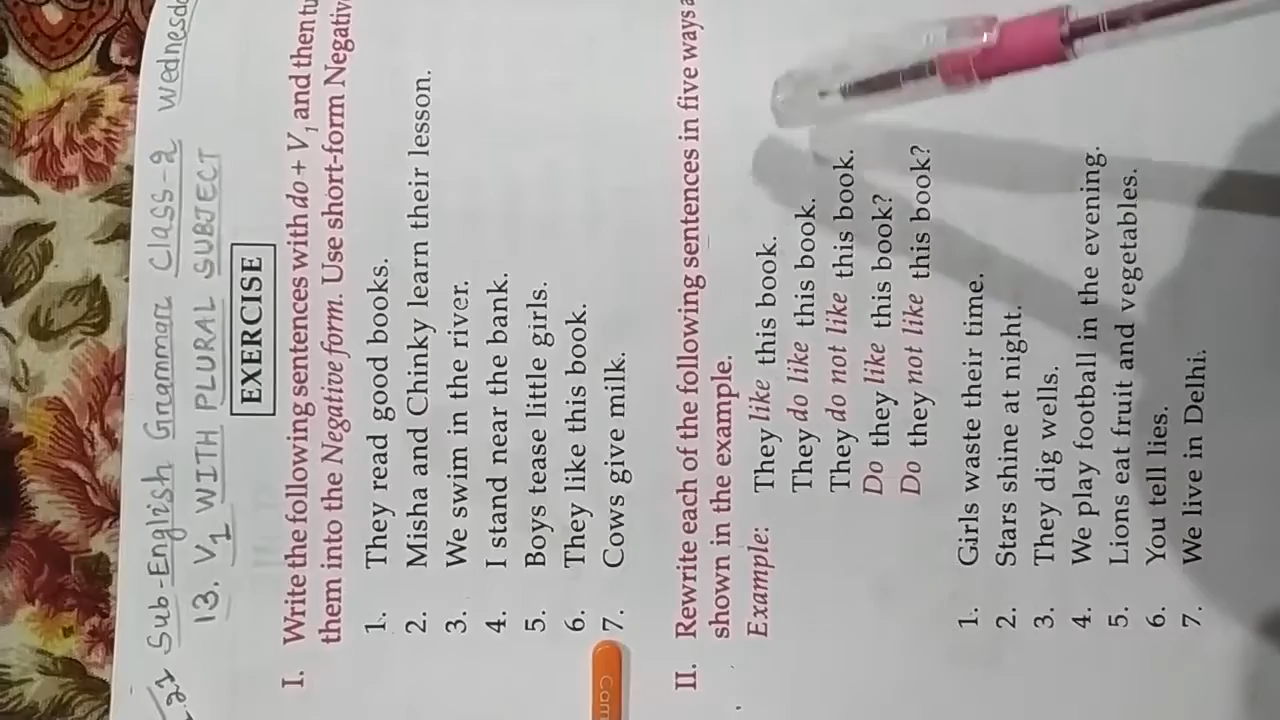 Sub-English Grammar Class-2 Wednesda
13. V1 WITH PLURAL SUBJECT
EXERCISE
I. Write the following sentences with do + V1 and then tu
them into the Negative form. Use short-form Negativ
1. They read good books.
2. Misha and Chinky learn their lesson.
3. We swim in the river.
4. I stand near the bank.
5. Boys tease little girls.
6. They like this book.
7. Cows give milk.
Com
II. Rewrite each of the following sentences in five ways a
shown in the example.
Example: They like this book.
They do like this book.
They do not like this book.
Do they like this book?
Do they not like this book?
1. Girls waste their time.
2. Stars shine at night.
3. They dig wells.
4. We play football in the evening.
5. Lions eat fruit and vegetables.
6. You tell lies.
7. We live in Delhi.